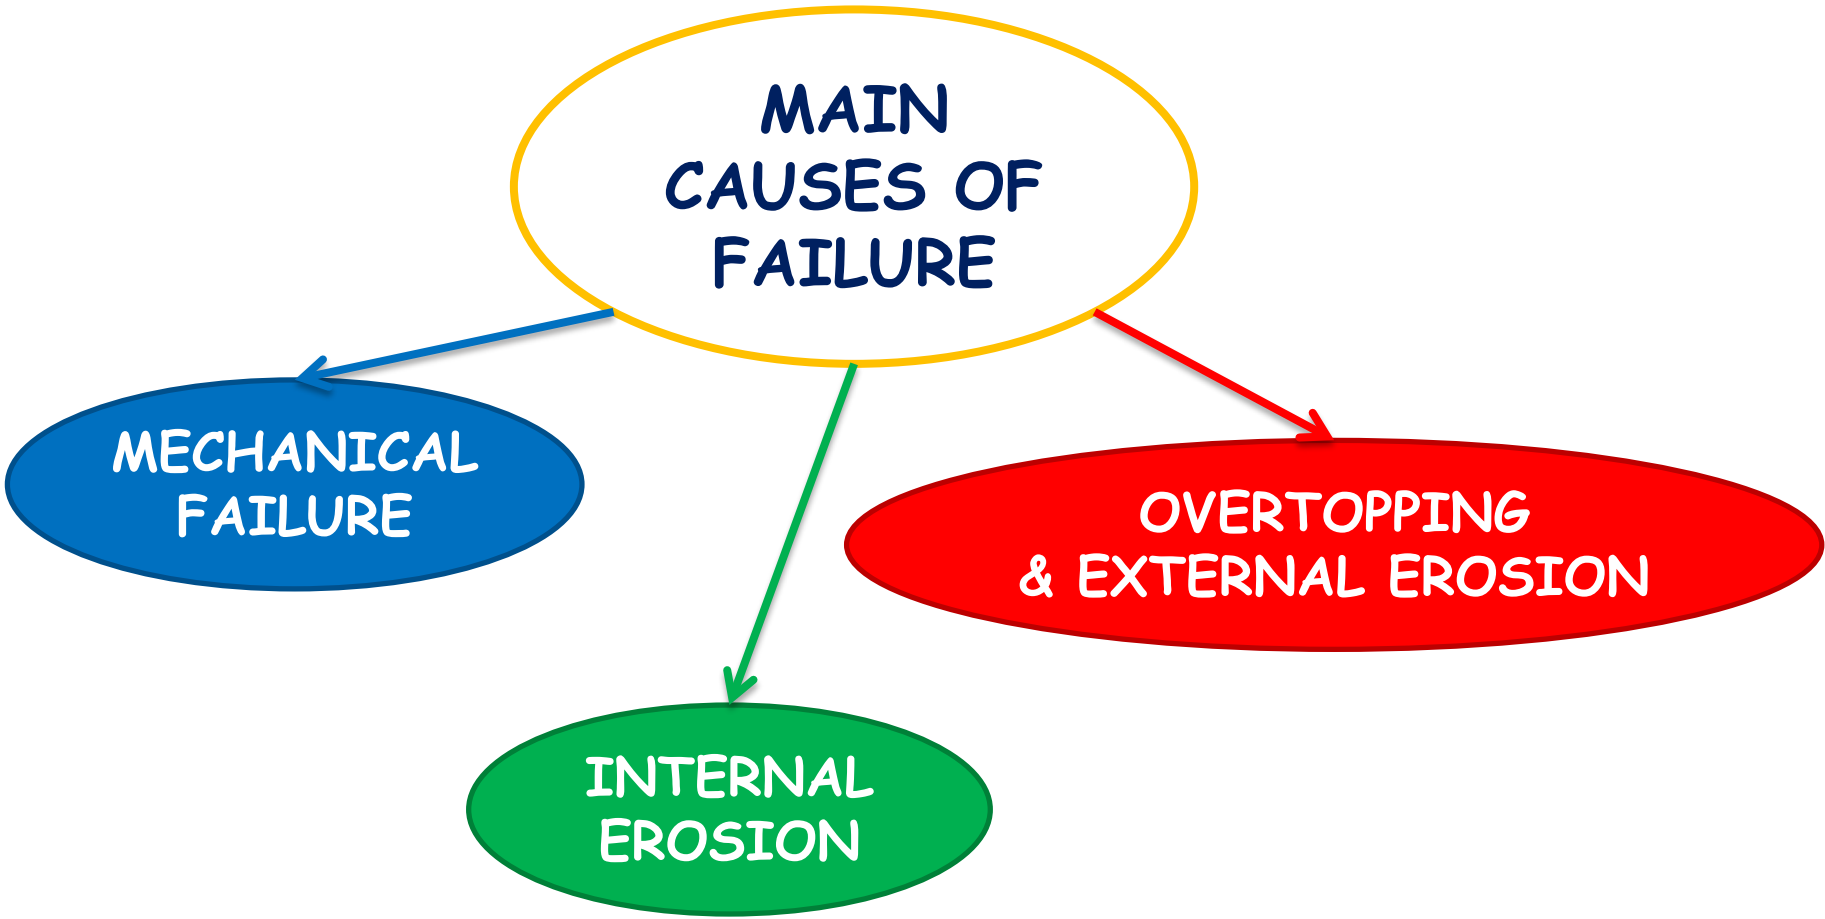 MAIN
CAUSES OF
FAILURE
MECHANICAL
FAILURE
OVERTOPPING
& EXTERNAL EROSION
INTERNAL
EROSION